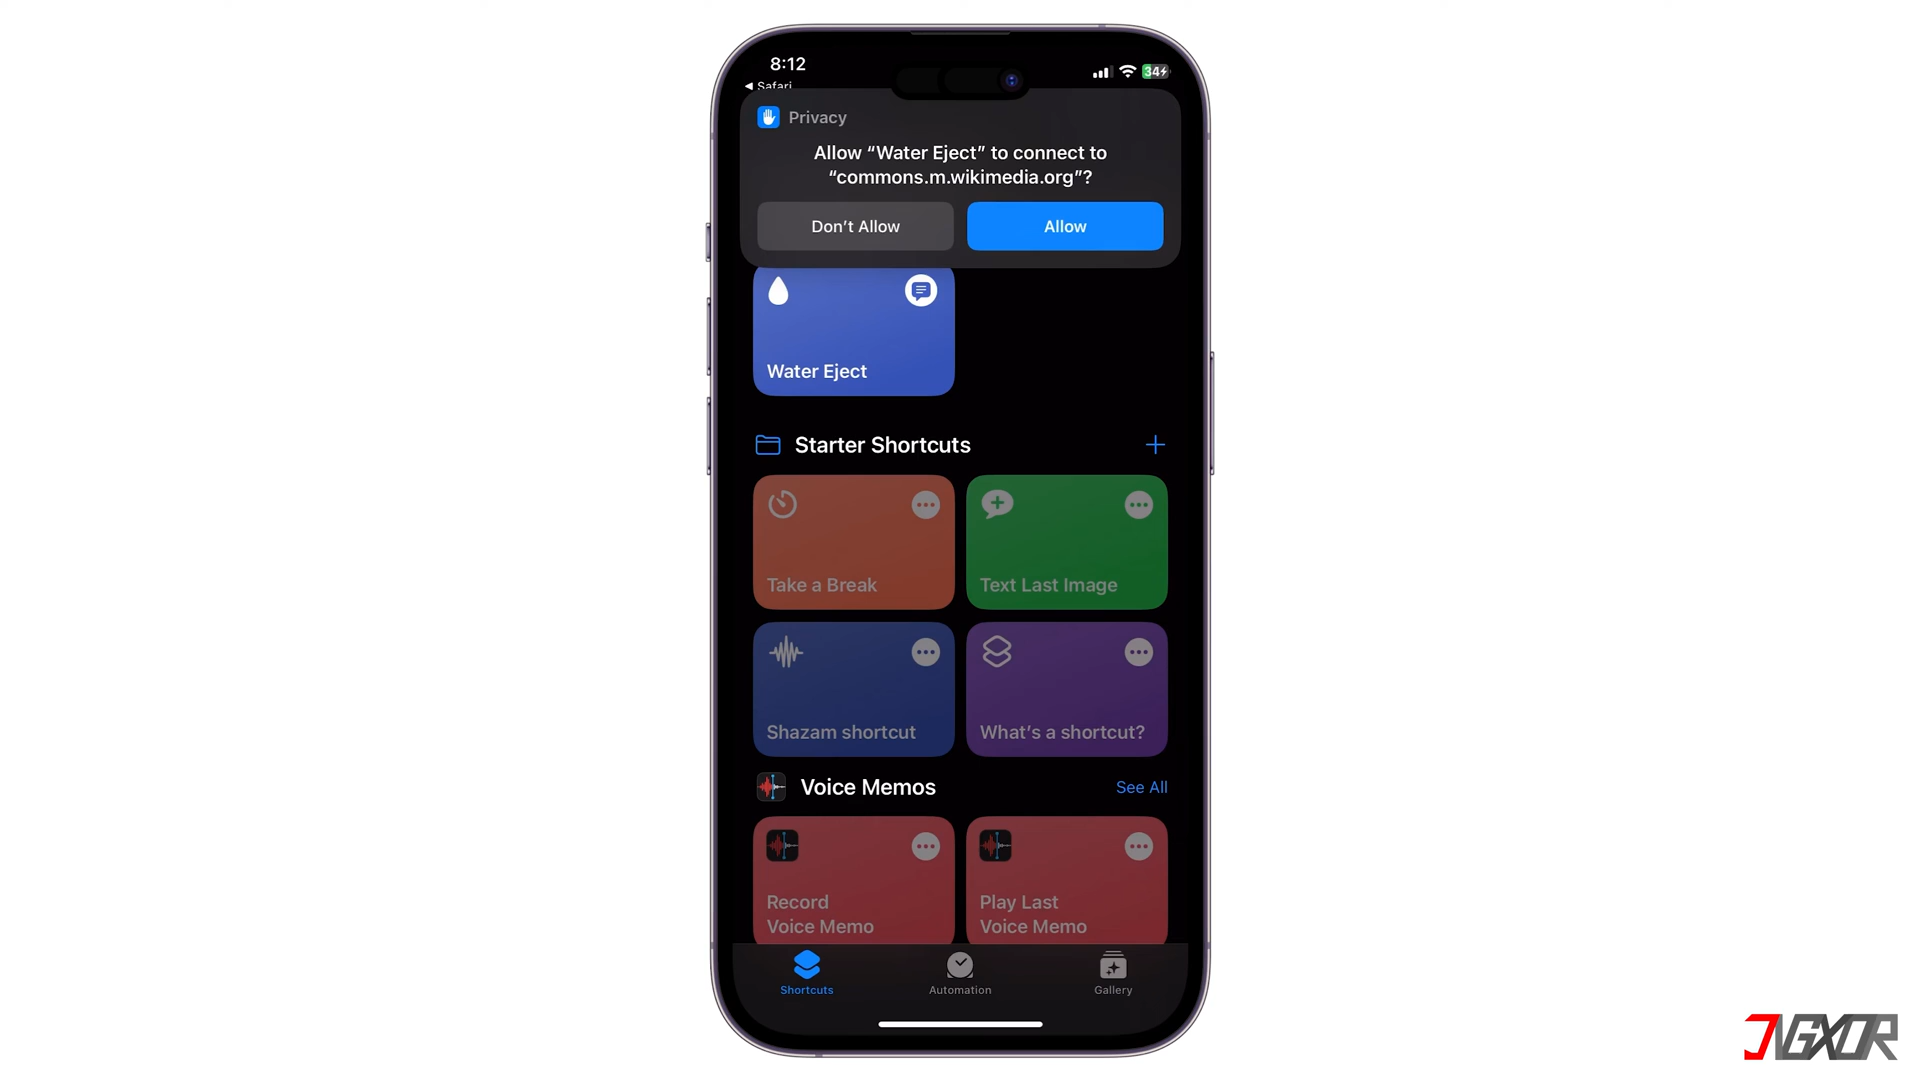 8:12
34
◀ Safari
Privacy
Allow “Water Eject” to connect to
“commons.m.wikimedia.org”?
Don’t Allow
Allow
Water Eject
Starter Shortcuts
Take a Break
Text Last Image
Shazam shortcut
What’s a shortcut?
Voice Memos
See All
Record
Voice Memo
Play Last
Voice Memo
Shortcuts
Automation
Gallery
JVGXOR